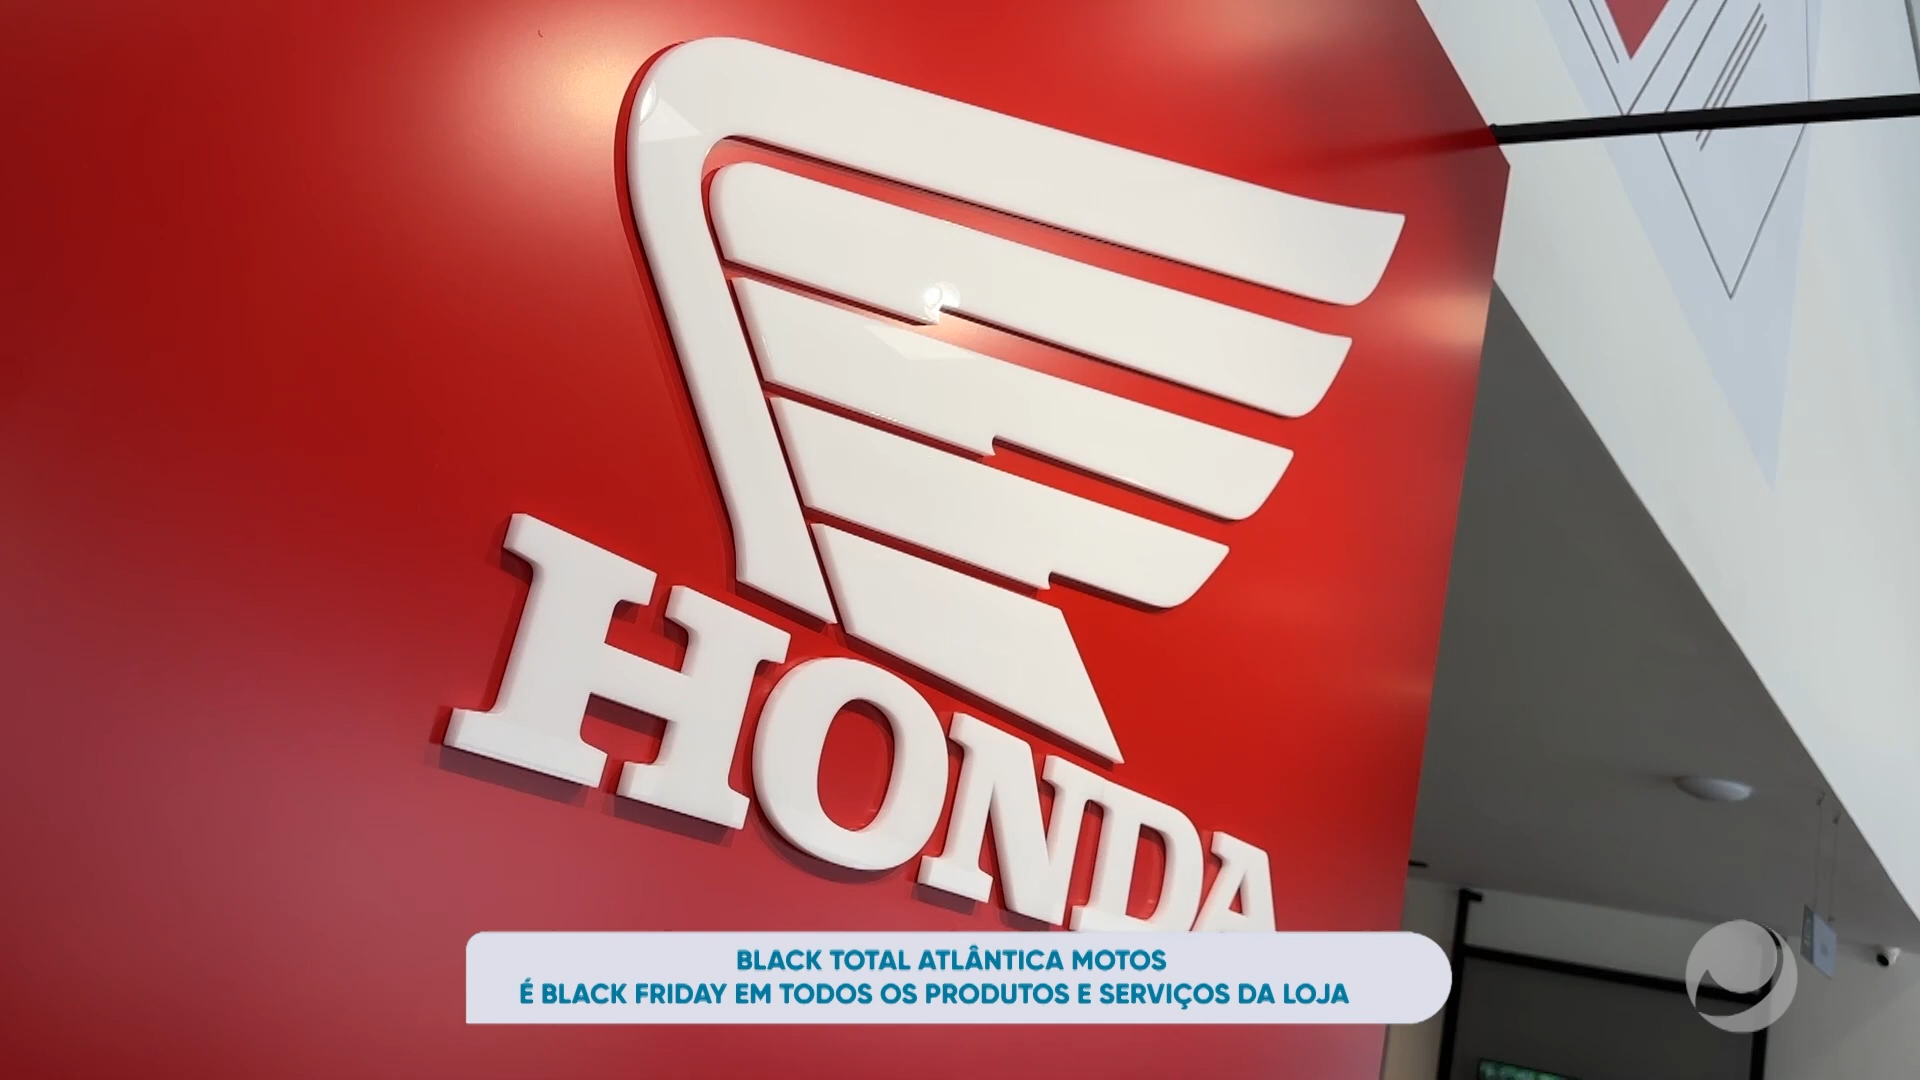 HONDA
BLACK TOTAL ATLÂNTICA MOTOS
É BLACK FRIDAY EM TODOS OS PRODUTOS E SERVIÇOS DA LOJA